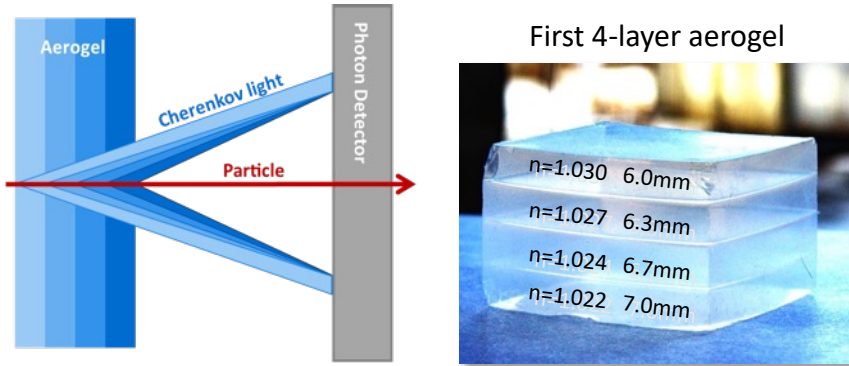 Aerogel
Cherenkov light
Particle
Photon Detector
First 4-layer aerogel
n=1.030 6.0mm
n=1.027 6.3mm
n=1.024 6.7mm
n=1.022 7.0mm